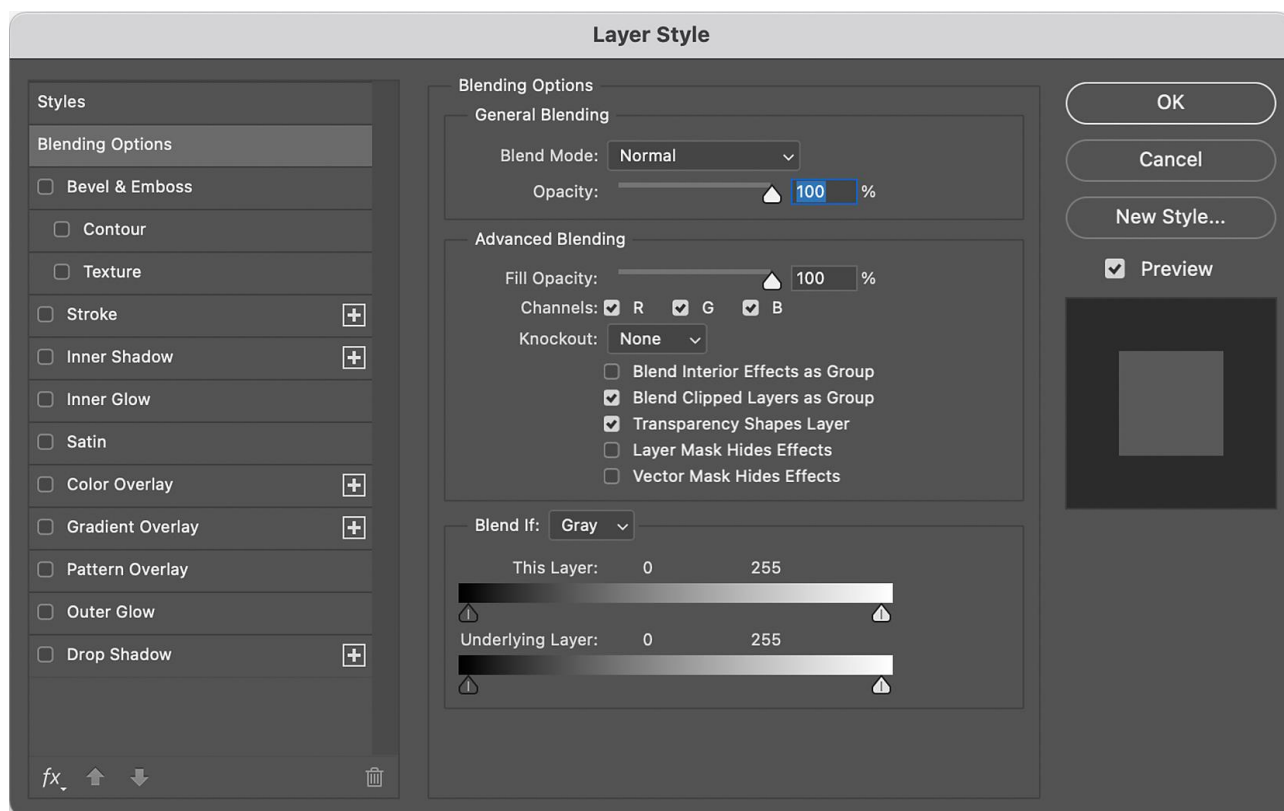 Layer Style
Styles
Blending Options
Bevel & Emboss
Contour
Texture
Stroke
Inner Shadow
Inner Glow
Satin
Color Overlay
Gradient Overlay
Pattern Overlay
Outer Glow
Drop Shadow
fx
Blending Options
General Blending
Blend Mode: Normal
Opacity: 100 %
Advanced Blending
Fill Opacity: 100 %
Channels: R G B
Knockout: None
Blend Interior Effects as Group
Blend Clipped Layers as Group
Transparency Shapes Layer
Layer Mask Hides Effects
Vector Mask Hides Effects
Blend If: Gray
This Layer: 0 255
Underlying Layer: 0 255
OK
Cancel
New Style...
Preview